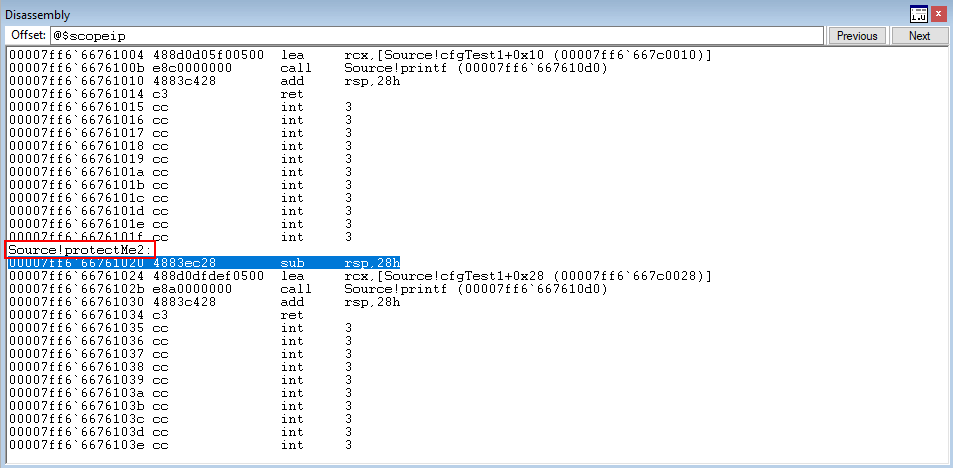 Disassembly
Offset: @$scopeip Previous Next
00007ff6`66761004 488d0d05f00500 lea rcx,[Source!cfgTest1+0x10 (00007ff6`667c0010)]
00007ff6`6676100b e8c0000000 call Source!printf (00007ff6`667610d0)
00007ff6`66761010 4883c428 add rsp,28h
00007ff6`66761014 c3 ret
00007ff6`66761015 cc int 3
00007ff6`66761016 cc int 3
00007ff6`66761017 cc int 3
00007ff6`66761018 cc int 3
00007ff6`66761019 cc int 3
00007ff6`6676101a cc int 3
00007ff6`6676101b cc int 3
00007ff6`6676101c cc int 3
00007ff6`6676101d cc int 3
00007ff6`6676101e cc int 3
00007ff6`6676101f cc int 3
Source!protectMe2:
00007ff6`66761020 4883ec28 sub rsp,28h
00007ff6`66761024 488d0dfdef0500 lea rcx,[Source!cfgTest1+0x28 (00007ff6`667c0028)]
00007ff6`6676102b e8a0000000 call Source!printf (00007ff6`667610d0)
00007ff6`66761030 4883c428 add rsp,28h
00007ff6`66761034 c3 ret
00007ff6`66761035 cc int 3
00007ff6`66761036 cc int 3
00007ff6`66761037 cc int 3
00007ff6`66761038 cc int 3
00007ff6`66761039 cc int 3
00007ff6`6676103a cc int 3
00007ff6`6676103b cc int 3
00007ff6`6676103c cc int 3
00007ff6`6676103d cc int 3
00007ff6`6676103e cc int 3